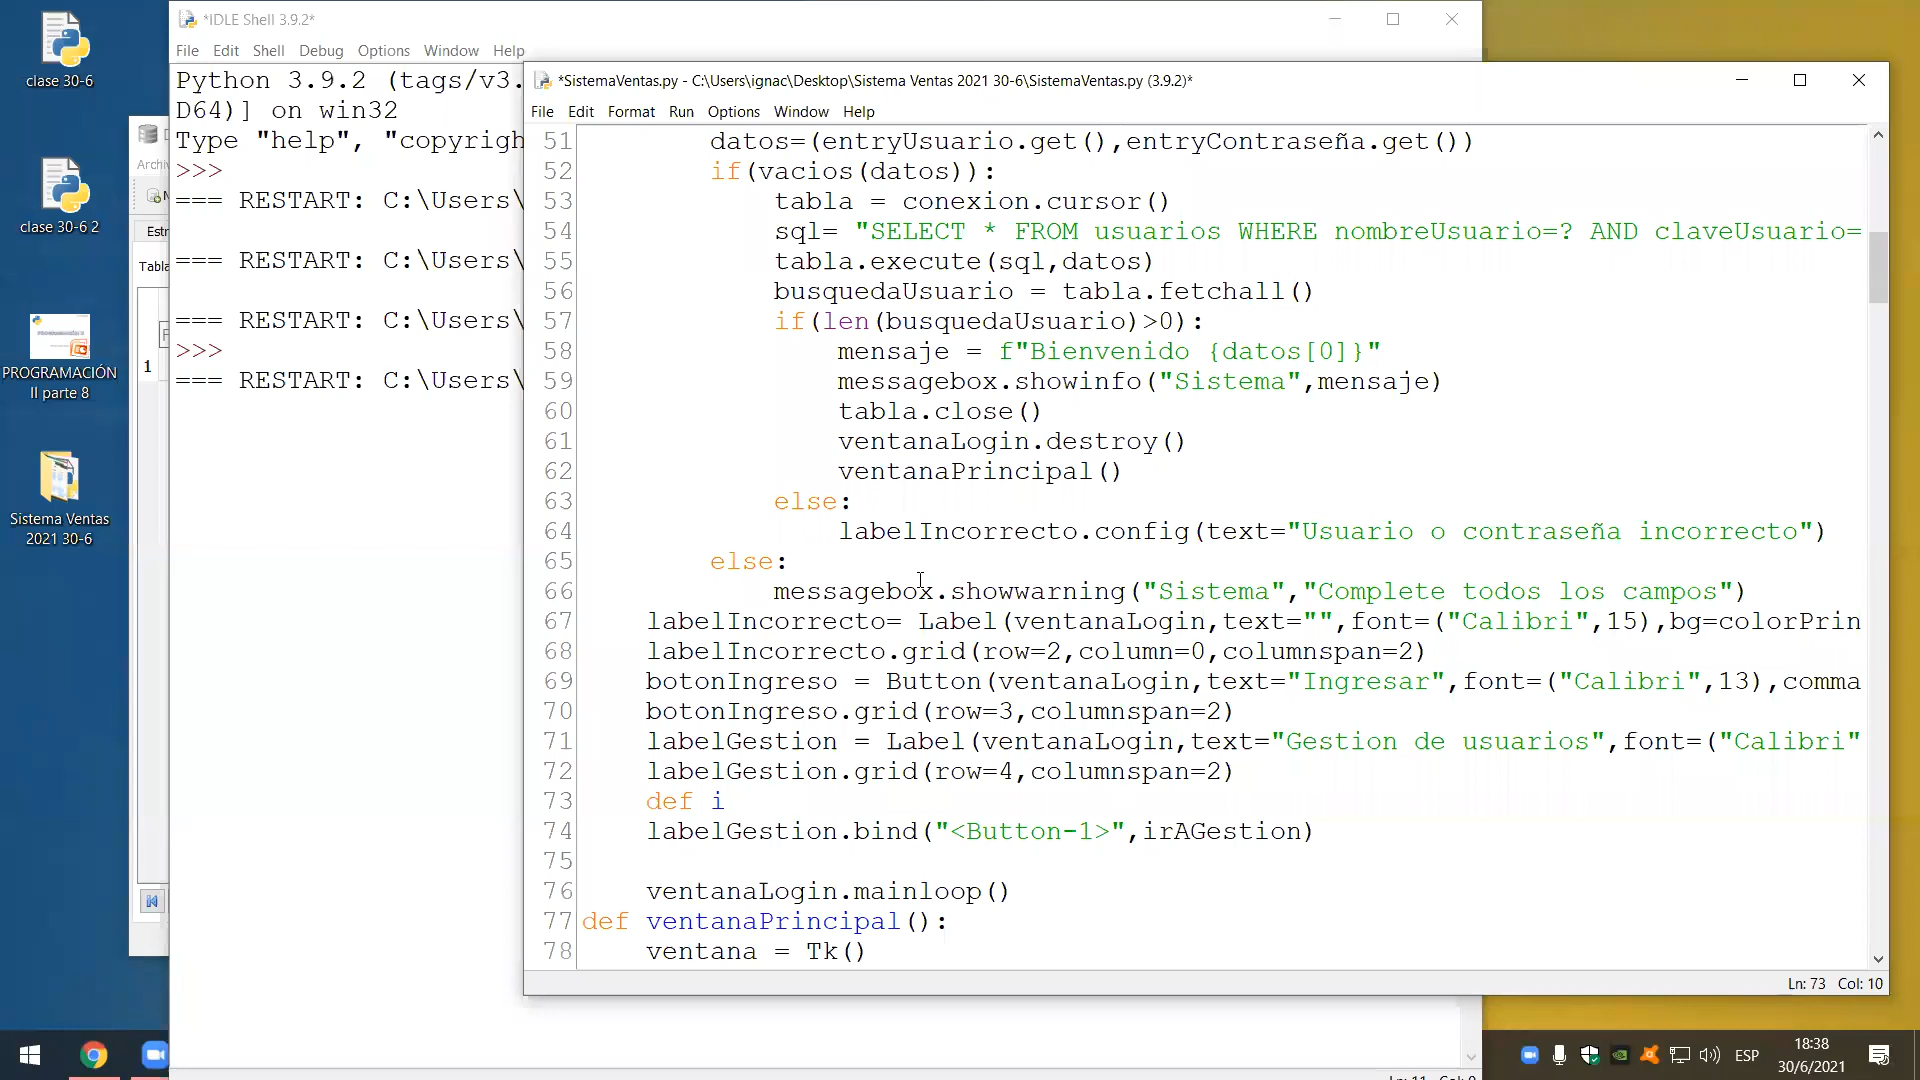 clase 30-6
clase 30-6 2
PROGRAMACIÓN
II parte 8
Sistema Ventas
2021 30-6
Archiv
Estr
Tabla
1
*IDLE Shell 3.9.2*
File Edit Shell Debug Options Window Help
Python 3.9.2 (tags/v3.
D64)] on win32
Type "help", "copyrigh
>>>
=== RESTART: C:\Users\
=== RESTART: C:\Users\
=== RESTART: C:\Users\
>>>
=== RESTART: C:\Users\
*SistemaVentas.py - C:\Users\ignac\Desktop\Sistema Ventas 2021 30-6\SistemaVentas.py (3.9.2)*
File Edit Format Run Options Window Help
51 datos=(entryUsuario.get(),entryContraseña.get())
52 if(vacios(datos)):
53 tabla = conexion.cursor()
54 sql= "SELECT * FROM usuarios WHERE nombreUsuario=? AND claveUsuario=
55 tabla.execute(sql,datos)
56 busquedaUsuario = tabla.fetchall()
57 if(len(busquedaUsuario)>0):
58 mensaje = f"Bienvenido {datos[0]}"
59 messagebox.showinfo("Sistema",mensaje)
60 tabla.close()
61 ventanaLogin.destroy()
62 ventanaPrincipal()
63 else:
64 labelIncorrecto.config(text="Usuario o contraseña incorrecto")
65 else:
66 messagebox.showwarning("Sistema","Complete todos los campos")
67 labelIncorrecto= Label(ventanaLogin,text="",font=("Calibri",15),bg=colorPrin
68 labelIncorrecto.grid(row=2,column=0,columnspan=2)
69 botonIngreso = Button(ventanaLogin,text="Ingresar",font=("Calibri",13),comma
70 botonIngreso.grid(row=3,columnspan=2)
71 labelGestion = Label(ventanaLogin,text="Gestion de usuarios",font=("Calibri"
72 labelGestion.grid(row=4,columnspan=2)
73 def i
74 labelGestion.bind("<Button-1>",irAGestion)
75
76 ventanaLogin.mainloop()
77 def ventanaPrincipal():
78 ventana = Tk()
Ln: 73 Col: 10
ESP
18:38
30/6/2021